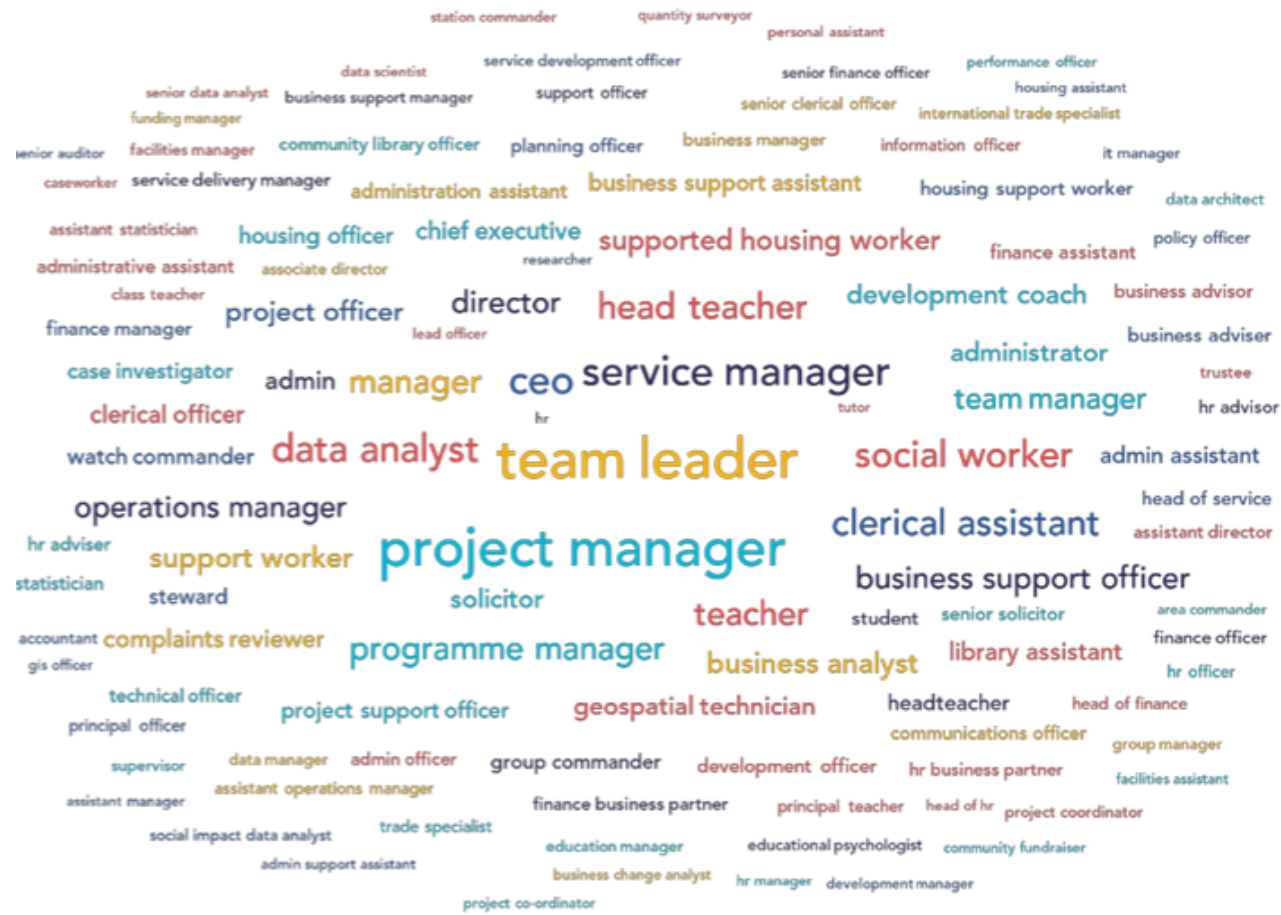 station commander
quantity surveyor
personal assistant
service development officer
performance officer
data scientist
senior finance officer
housing assistant
senior data analyst
business support manager
support officer
senior clerical officer
international trade specialist
funding manager
community library officer
planning officer
business manager
information officer
senior auditor
facilities manager
it manager
caseworker
service delivery manager
administration assistant
business support assistant
housing support worker
data architect
assistant statistician
housing officer
chief executive
supported housing worker
finance assistant
policy officer
administrative assistant
associate director
researcher
class teacher
project officer
director
head teacher
development coach
business advisor
finance manager
lead officer
business adviser
case investigator
admin
manager
ceo
service manager
administrator
trustee
clerical officer
hr
tutor
team manager
hr advisor
watch commander
data analyst
team leader
social worker
admin assistant
operations manager
clerical assistant
head of service
assistant director
hr adviser
support worker
project manager
business support officer
statistician
steward
solicitor
teacher
student
senior solicitor
area commander
accountant
complaints reviewer
programme manager
business analyst
library assistant
finance officer
gis officer
hr officer
technical officer
project support officer
geospatial technician
headteacher
head of finance
principal officer
communications officer
group manager
supervisor
data manager
admin officer
group commander
development officer
hr business partner
facilities assistant
assistant manager
assistant operations manager
finance business partner
principal teacher
head of hr
project coordinator
social impact data analyst
trade specialist
education manager
educational psychologist
community fundraiser
admin support assistant
business change analyst
hr manager
development manager
project co-ordinator